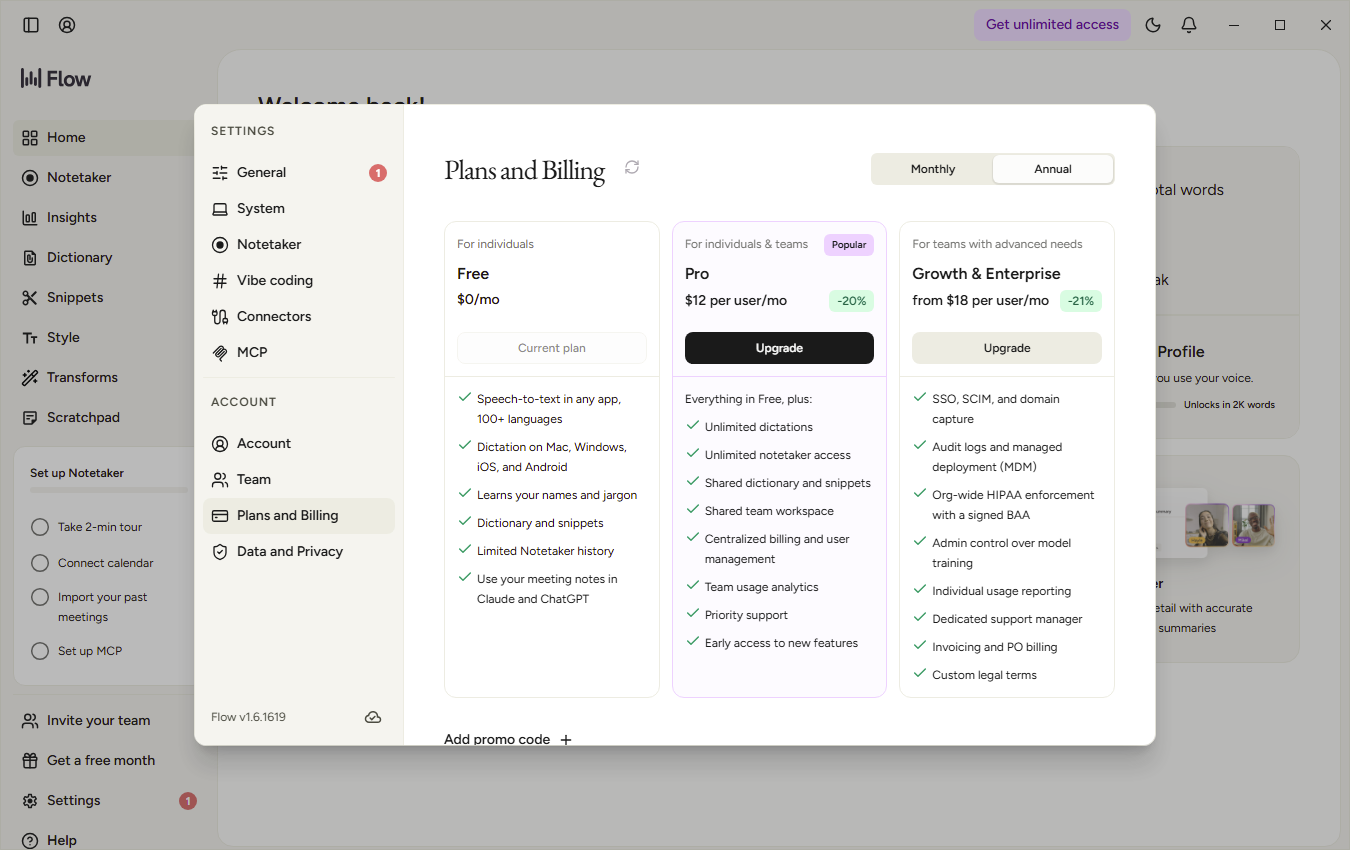 Get unlimited access
Flow
Home
Notetaker
Insights
Dictionary
Snippets
Style
Transforms
Scratchpad
Set up Notetaker
Take 2-min tour
Connect calendar
Import your past
meetings
Set up MCP
Invite your team
Get a free month
Settings
1
Help
Welcome back!
SETTINGS
General
1
System
Notetaker
Vibe coding
Connectors
MCP
ACCOUNT
Account
Team
Plans and Billing
Data and Privacy
Flow v1.6.1619
Plans and Billing
Monthly
Annual
For individuals
Free
$0/mo
Current plan
Speech-to-text in any app,
100+ languages
Dictation on Mac, Windows,
iOS, and Android
Learns your names and jargon
Dictionary and snippets
Limited Notetaker history
Use your meeting notes in
Claude and ChatGPT
For individuals & teams
Popular
Pro
$12 per user/mo
-20%
Upgrade
Everything in Free, plus:
Unlimited dictations
Unlimited notetaker access
Shared dictionary and snippets
Shared team workspace
Centralized billing and user
management
Team usage analytics
Priority support
Early access to new features
For teams with advanced needs
Growth & Enterprise
from $18 per user/mo
-21%
Upgrade
SSO, SCIM, and domain
capture
Audit logs and managed
deployment (MDM)
Org-wide HIPAA enforcement
with a signed BAA
Admin control over model
training
Individual usage reporting
Dedicated support manager
Invoicing and PO billing
Custom legal terms
Add promo code
words
Profile
you use your voice.
Unlocks in 2K words
with accurate
summaries